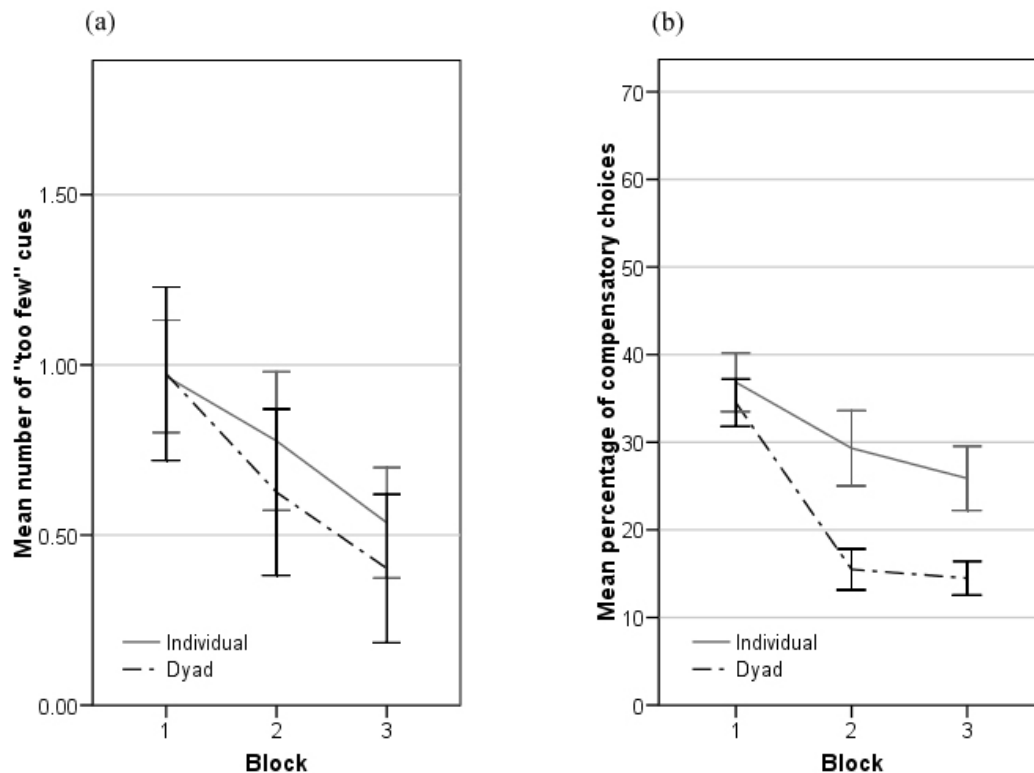 (a)
Mean number of "too few" cues
1.50
1.00
0.50
0.00
Individual
Dyad
1 2 3
Block
(b)
Mean percentage of compensatory choices
70
60
50
40
30
20
10
0
Individual
Dyad
1 2 3
Block